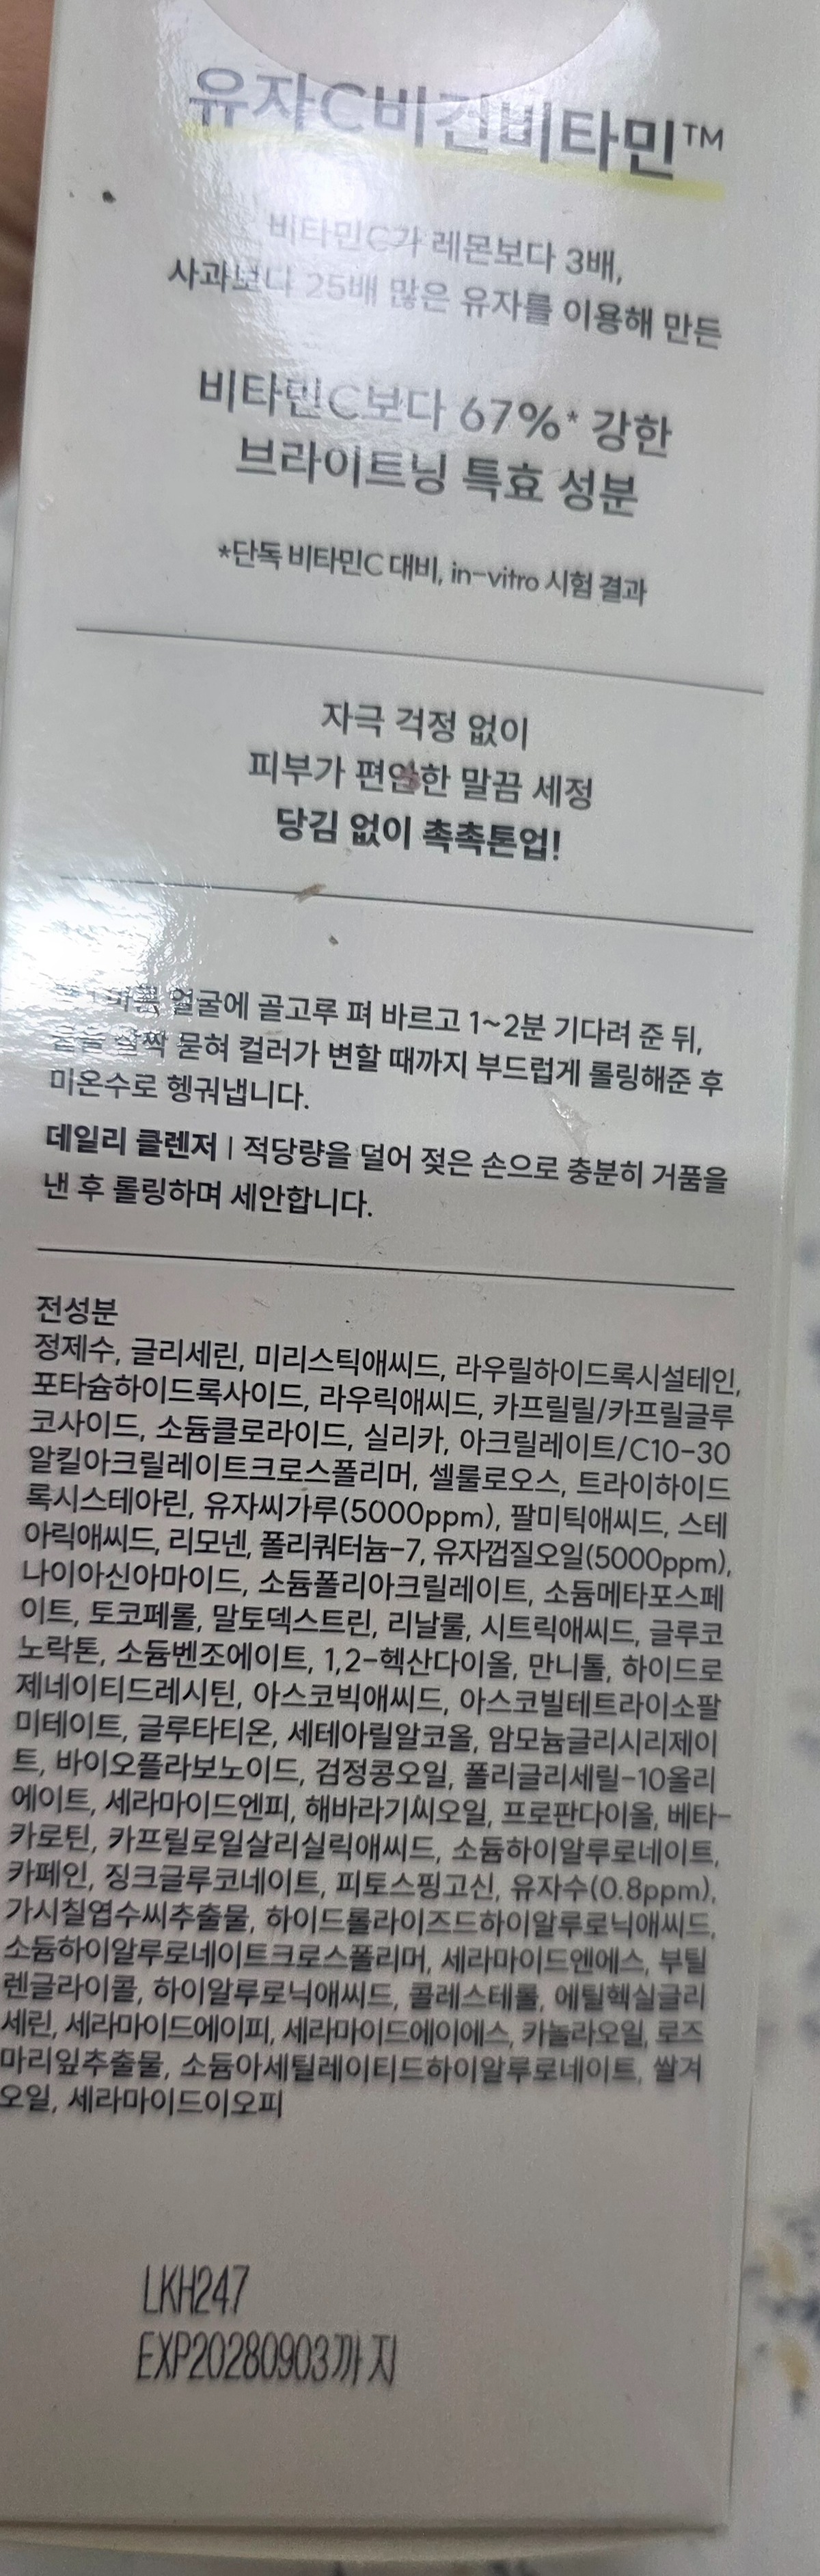 유자C비건비타민™
비타민C가 레몬보다 3배,
사과보다 25배 많은 유자를 이용해 만든
비타민C보다 67%* 강한
브라이트닝 특효 성분
*단독 비타민C 대비, in-vitro 시험 결과
자극 걱정 없이
피부가 편안한 말끔 세정
당김 없이 촉촉톤업!
얼굴에 골고루 펴 바르고 1~2분 기다려 준 뒤,
살짝 묻혀 컬러가 변할 때까지 부드럽게 롤링해준 후
미온수로 헹궈냅니다.
데일리 클렌저 | 적당량을 덜어 젖은 손으로 충분히 거품을
낸 후 롤링하며 세안합니다.
전성분
정제수, 글리세린, 미리스틱애씨드, 라우릴하이드록시설테인,
포타슘하이드록사이드, 라우릭애씨드, 카프릴릴/카프릴글루
코사이드, 소듐클로라이드, 실리카, 아크릴레이트/C10-30
알킬아크릴레이트크로스폴리머, 셀룰로오스, 트라이하이드
록시스테아린, 유자씨가루(5000ppm), 팔미틱애씨드, 스테
아릭애씨드, 리모넨, 폴리쿼터늄-7, 유자껍질오일(5000ppm),
나이아신아마이드, 소듐폴리아크릴레이트, 소듐메타포스페
이트, 토코페롤, 말토덱스트린, 리날룰, 시트릭애씨드, 글루코
노락톤, 소듐벤조에이트, 1,2-헥산다이올, 만니톨, 하이드로
제네이티드레시틴, 아스코빅애씨드, 아스코빌테트라이소팔
미테이트, 글루타티온, 세테아릴알코올, 암모늄글리시리제이
트, 바이오플라보노이드, 검정콩오일, 폴리글리세릴-10올리
에이트, 세라마이드엔피, 해바라기씨오일, 프로판다이올, 베타-
카로틴, 카프릴로일살리실릭애씨드, 소듐하이알루로네이트,
카페인, 징크글루코네이트, 피토스핑고신, 유자수(0.8ppm),
가시칠엽수씨추출물, 하이드롤라이즈드하이알루로닉애씨드,
소듐하이알루로네이트크로스폴리머, 세라마이드엔에스, 부틸
렌글라이콜, 하이알루로닉애씨드, 콜레스테롤, 에틸헥실글리
세린, 세라마이드에이피, 세라마이드에이에스, 카놀라오일, 로즈
마리잎추출물, 소듐아세틸레이티드하이알루로네이트, 쌀겨
오일, 세라마이드이오피
LKH247
EXP20280903까지